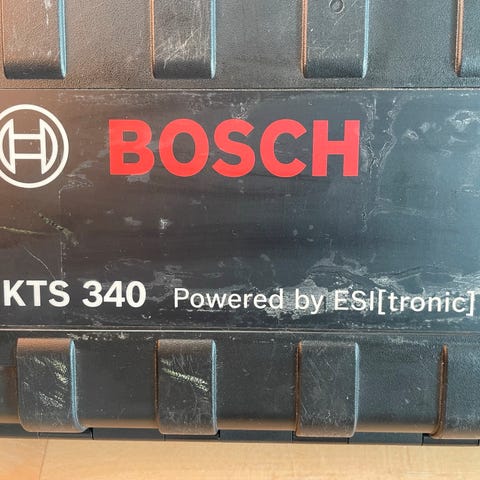 BOSCH
KTS 340 Powered by ESI[tronic]